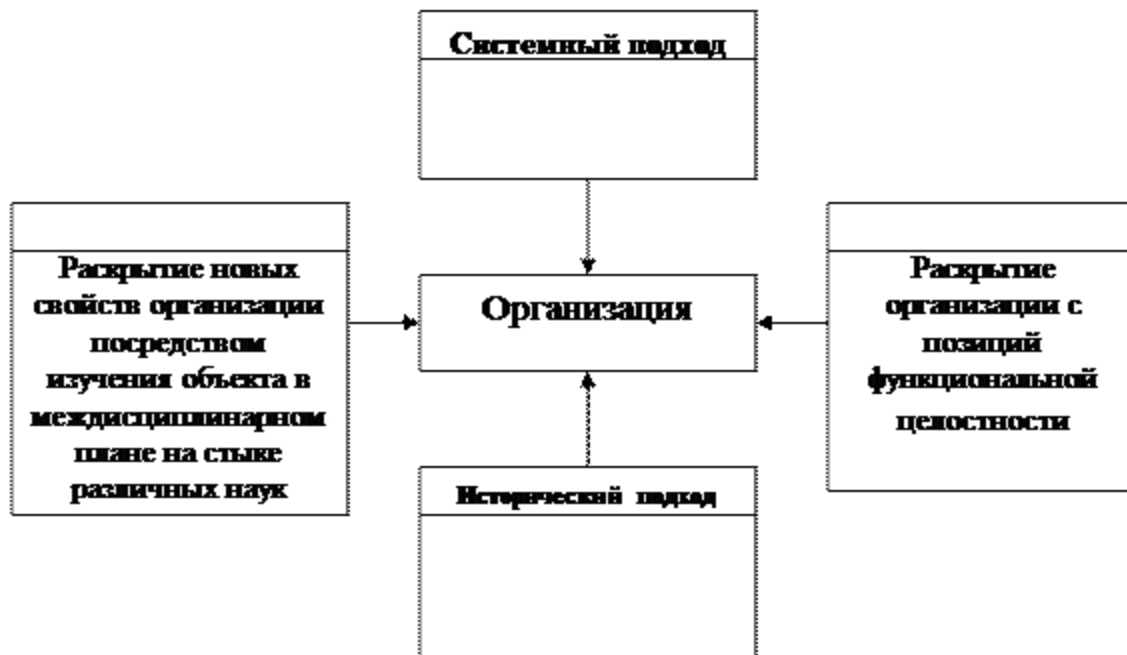 Системный подход
Раскрытие новых
свойств организации
посредством
изучения объекта в
междисциплинарном
плане на стыке
различных наук
Организация
Раскрытие
организации с
позиций
функциональной
целостности
Исторический подход